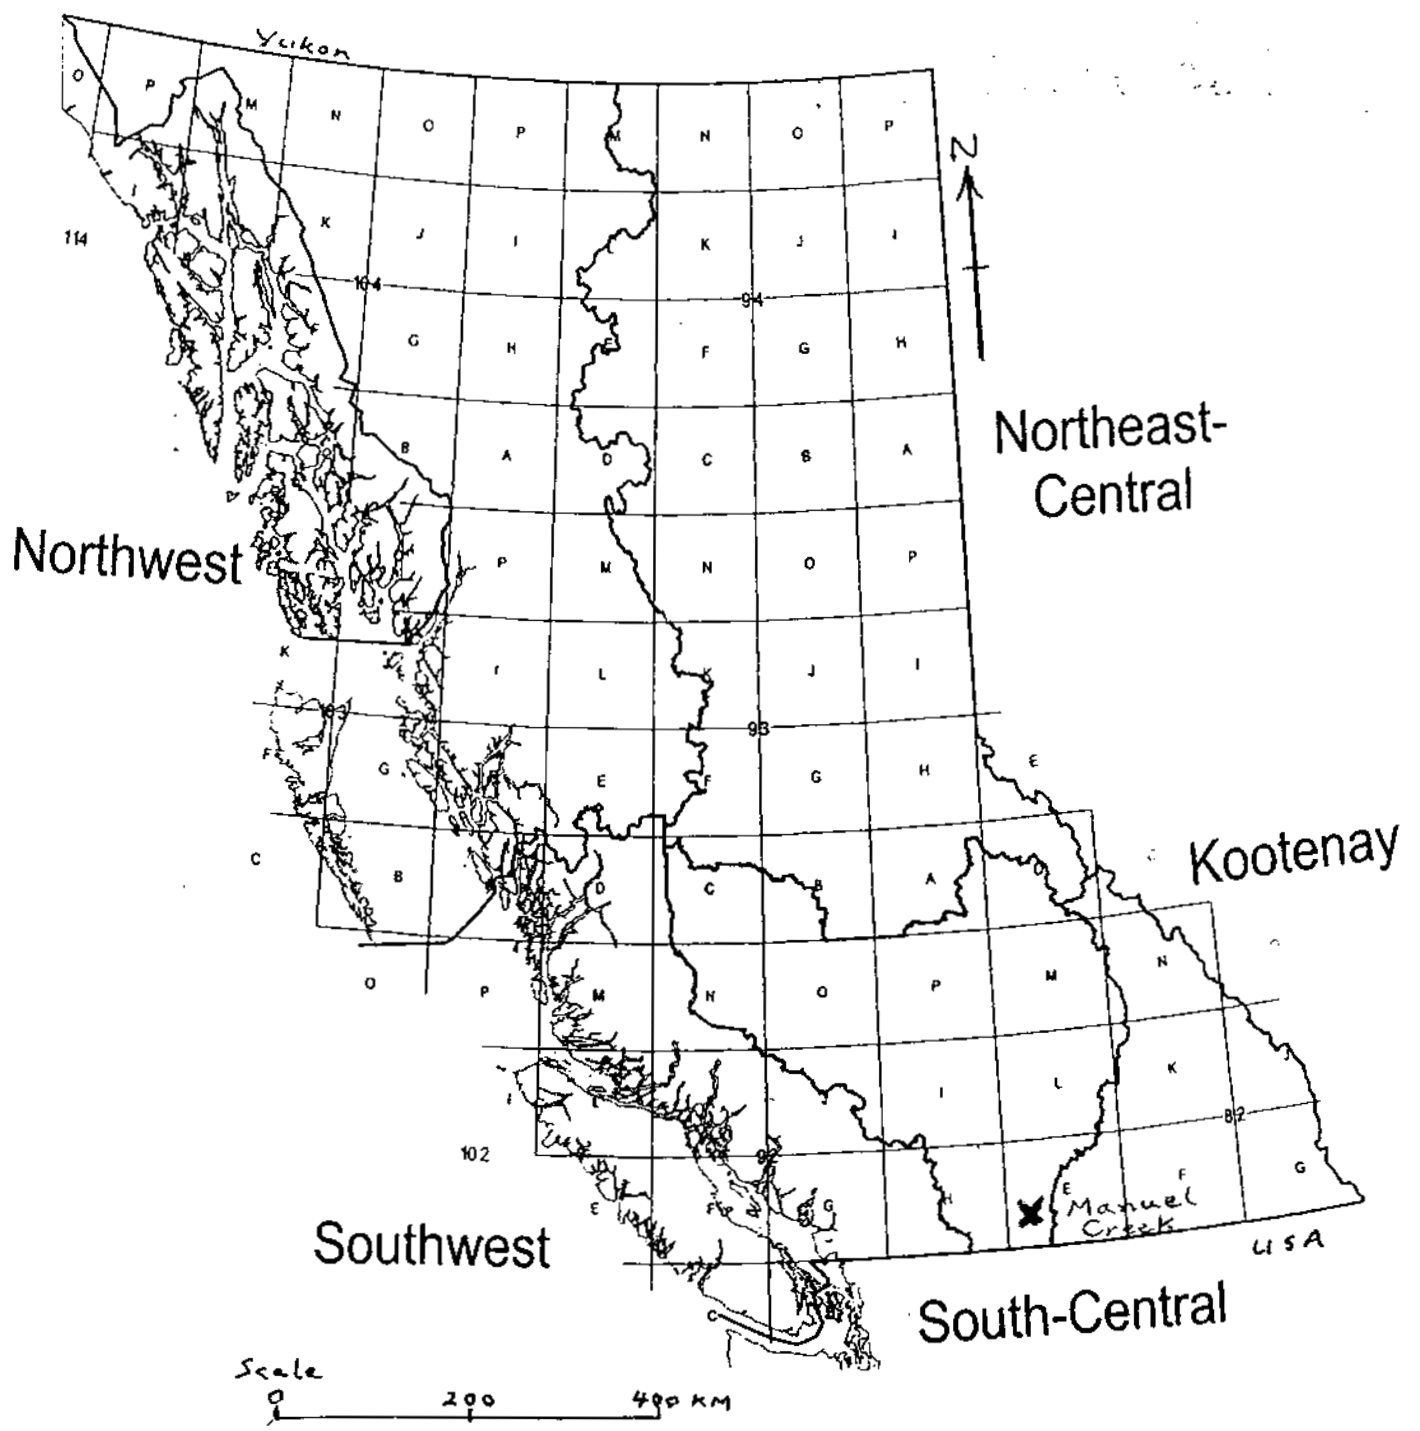 Yukon
O P M N O P M N O P
N
I
K J I K J I
114
104 94
G H E F G H
Northeast-
Central
B A D C B A
Northwest
P M N O P
K I L K J I
103 93
F G E F G H E
C B D C B A D
Kootenay
O P M N O P M N
I L J I L K J
82
102 92
E F G H E F G
Manuel
Creek
USA
Southwest
C
South-Central
Scale
0 200 400 KM